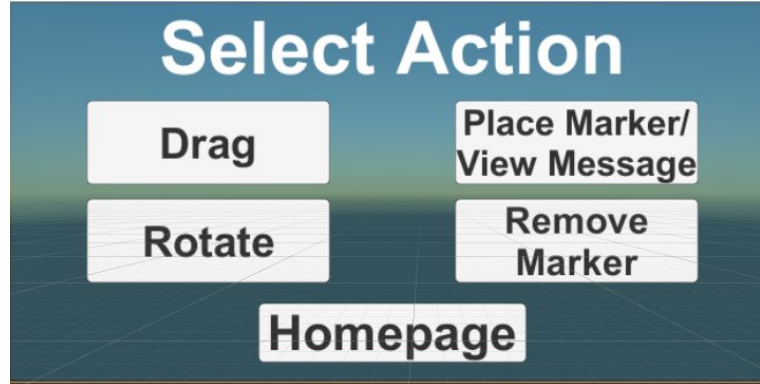 Select Action
Drag
Place Marker/
View Message
Rotate
Remove
Marker
Homepage